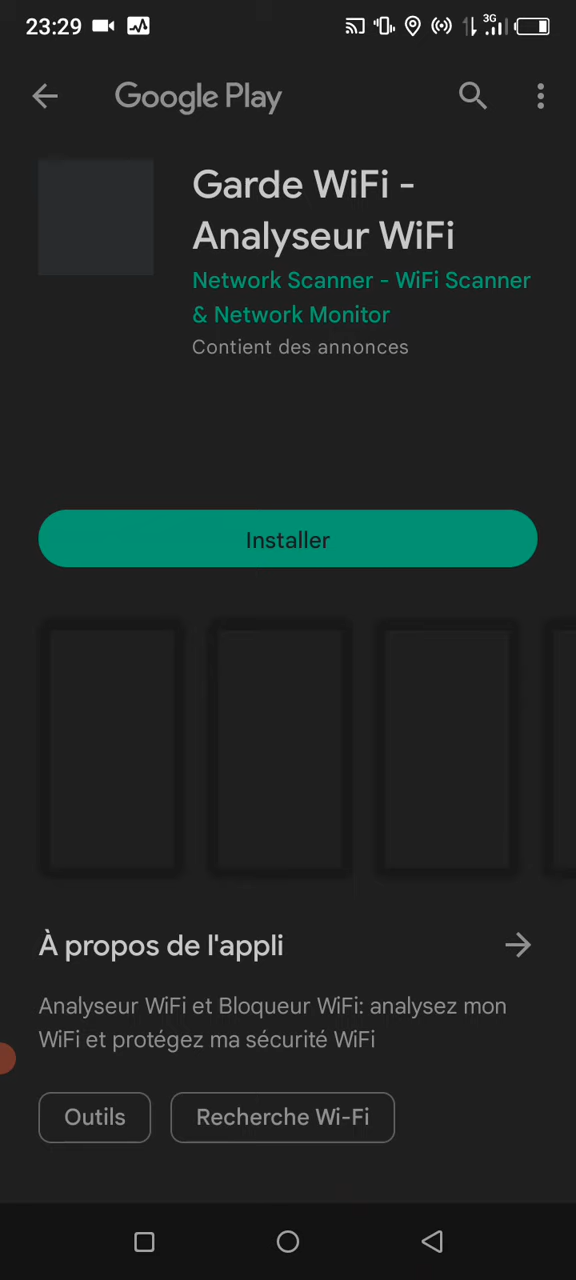 23:29
3G
Google Play
Garde WiFi -
Analyseur WiFi
Network Scanner - WiFi Scanner
& Network Monitor
Contient des annonces
Installer
À propos de l'appli
Analyseur WiFi et Bloqueur WiFi: analysez mon
WiFi et protégez ma sécurité WiFi
Outils
Recherche Wi-Fi